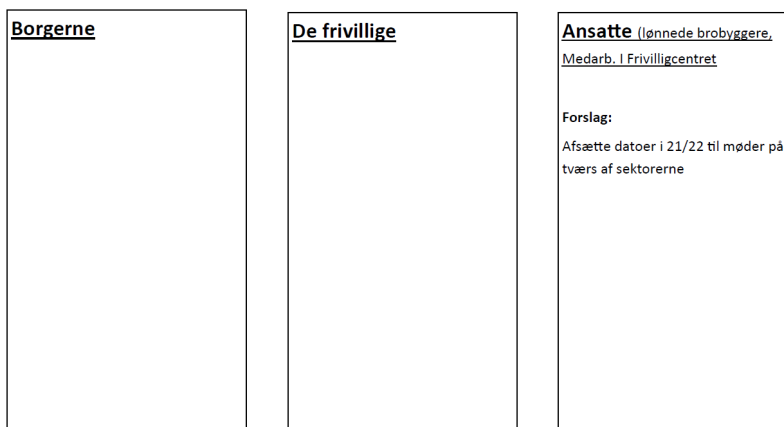 Borgerne
De frivillige
Ansatte (lønnede brobyggere,
Medarb. I Frivilligcentret
Forslag:
Afsætte datoer i 21/22 til møder på
tværs af sektorerne